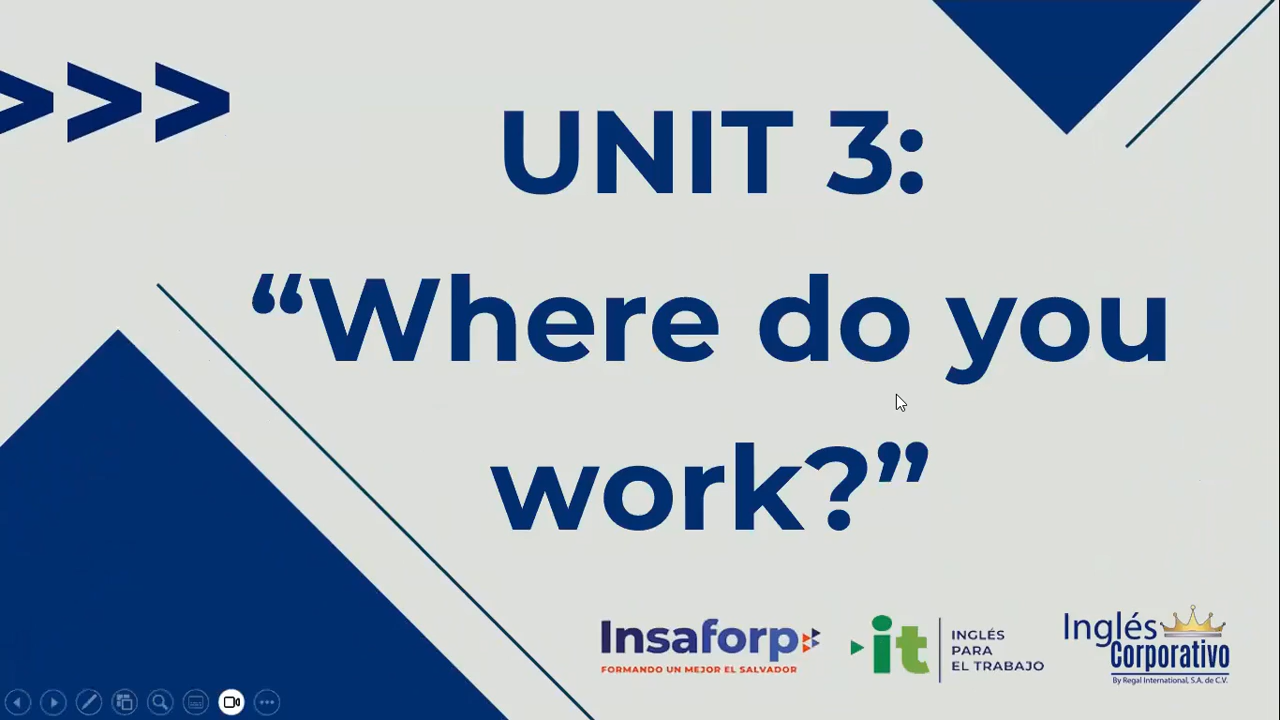 >>>
UNIT 3:
“Where do you
work?”
Insaforp
FORMANDO UN MEJOR EL SALVADOR
it
INGLÉS
PARA
EL TRABAJO
Inglés
Corporativo
By Regal International, S.A. de C.V.